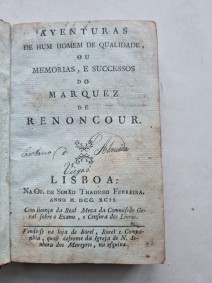 AVENTURAS
DE HUM HOMEM DE QUALIDADE,
OU
MEMORIAS, E SUCCESSOS
DO
MARQUEZ
DE
RENONCOUR.
de Almeida
LISBOA:
NA OF. DE SIMÃO THADDEO FERREIRA.
ANNO M. DCC. XCII.
Com licença da Real Meza da Commissão Ge-
ral sobre o Exame, e Censura dos Livros.
Vende-se na loja de Borel, Borel e Compa-
nhia, quasi defronte da Igreja de N. Se-
nhora dos Martyres, na esquina.